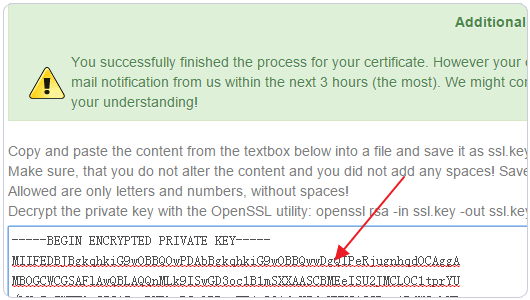 Additional
You successfully finished the process for your certificate. However your
mail notification from us within the next 3 hours (the most). We might con
your understanding!
Copy and paste the content from the textbox below into a file and save it as ssl.key
Make sure, that you do not alter the content and you did not add any spaces! Save
Allowed are only letters and numbers, without spaces!
Decrypt the private key with the OpenSSL utility: openssl rsa -in ssl.key -out ssl.key
-----BEGIN ENCRYPTED PRIVATE KEY-----